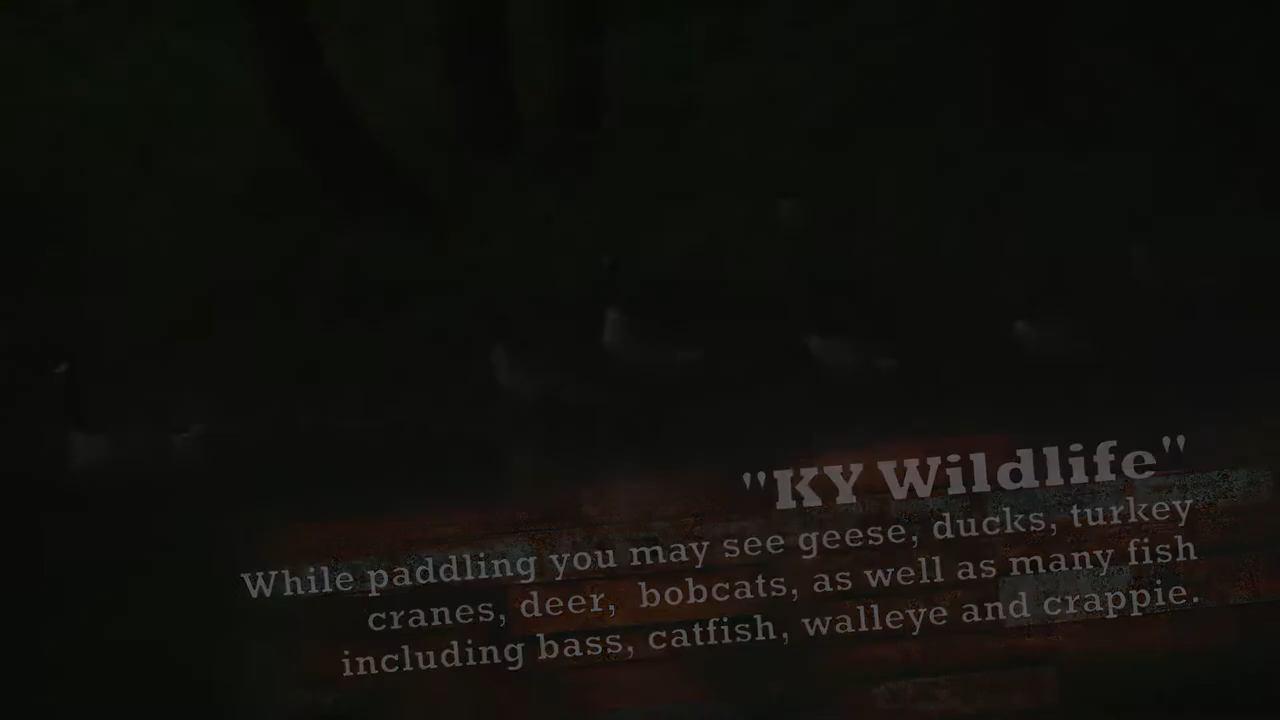 "KY Wildlife"
While paddling you may see geese, ducks, turkey
cranes, deer,  bobcats, as well as many fish
including bass, catfish, walleye and crappie.